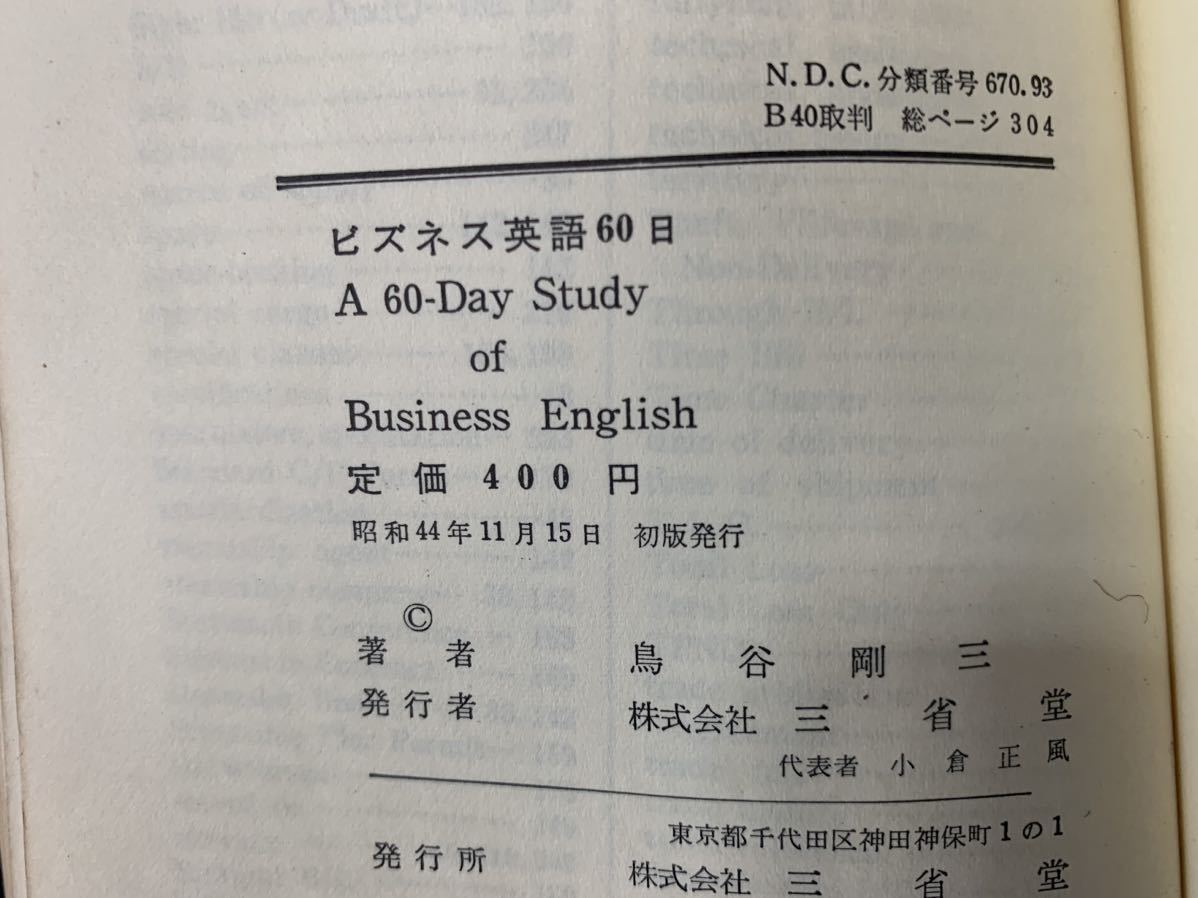 N.D.C.分類番号670.93
B40取判 総ページ304
ビズネス英語60日
A 60-Day Study
of
Business English
定価 400 円
昭和44年11月15日 初版発行
©
著者 鳥谷剛三
発行者 株式会社 三省堂
代表者 小倉正風
東京都千代田区神田神保町1の1
発行所 株式会社 三省堂